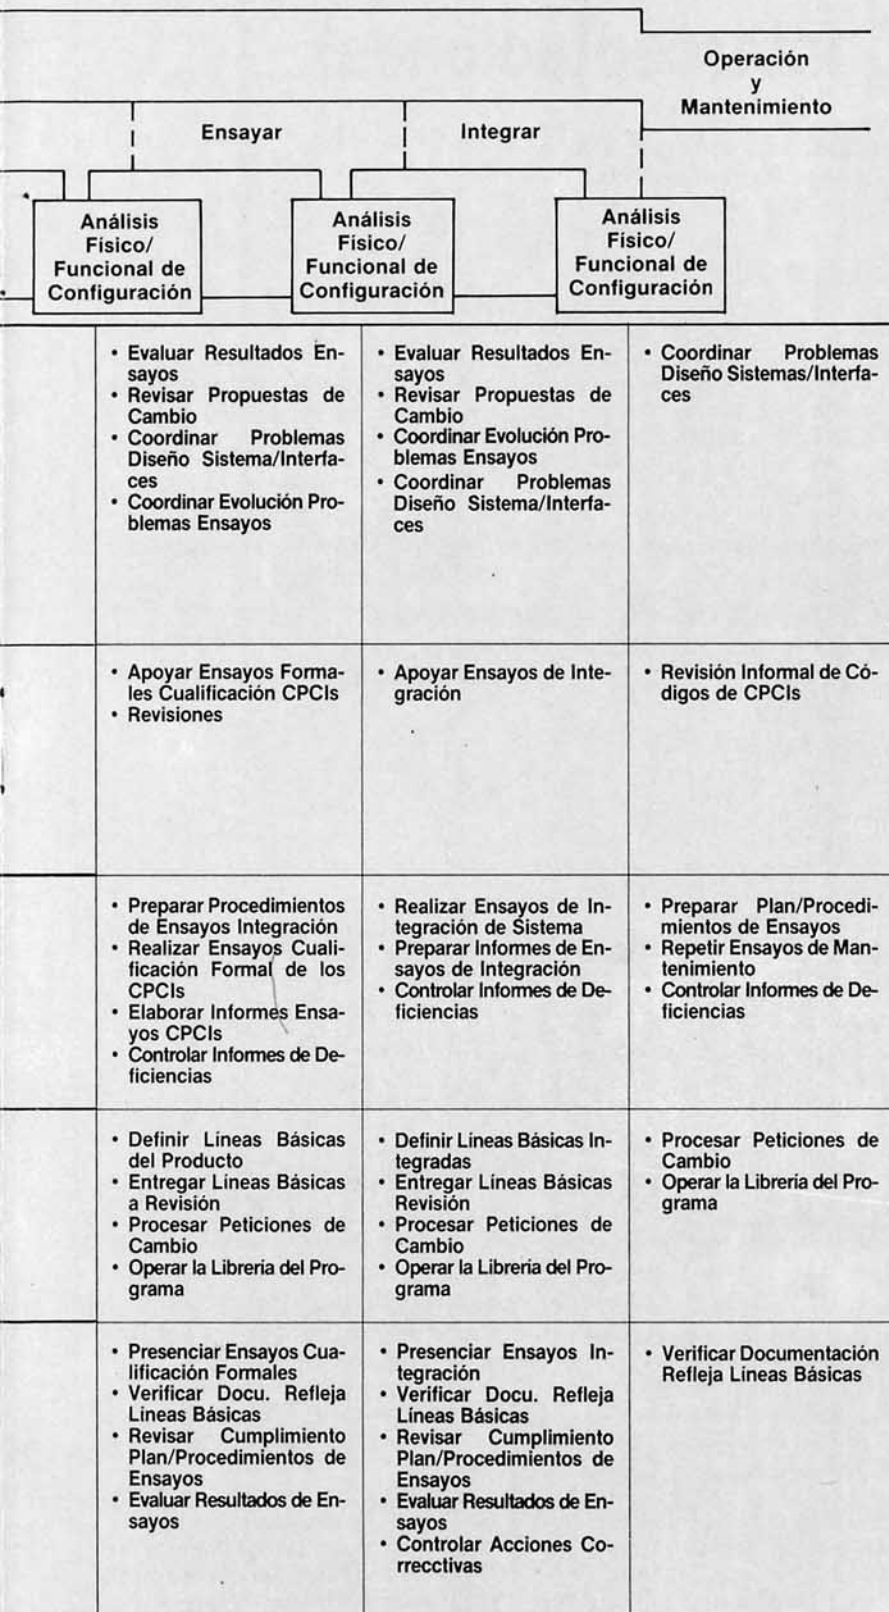 Operación
y
Mantenimiento
Ensayar
Integrar
Análisis
Físico/
Funcional de
Configuración
Análisis
Físico/
Funcional de
Configuración
Análisis
Físico/
Funcional de
Configuración
• Evaluar Resultados En-
sayos
• Revisar Propuestas de
Cambio
• Coordinar Problemas
Diseño Sistema/Interfa-
ces
• Coordinar Evolución Pro-
blemas Ensayos
• Evaluar Resultados En-
sayos
• Revisar Propuestas de
Cambio
• Coordinar Evolución Pro-
blemas Ensayos
• Coordinar Problemas
Diseño Sistema/Interfa-
ces
• Coordinar Problemas
Diseño Sistemas/Interfa-
ces
• Apoyar Ensayos Forma-
les Cualificación CPCIs
• Revisiones
• Apoyar Ensayos de Inte-
gración
• Revisión Informal de Có-
digos de CPCIs
• Preparar Procedimientos
de Ensayos Integración
• Realizar Ensayos Cuali-
ficación Formal de los
CPCIs
• Elaborar Informes Ensa-
yos CPCIs
• Controlar Informes de De-
ficiencias
• Realizar Ensayos de In-
tegración de Sistema
• Preparar Informes de En-
sayos de Integración
• Controlar Informes de De-
ficiencias
• Preparar Plan/Procedi-
mientos de Ensayos
• Repetir Ensayos de Man-
tenimiento
• Controlar Informes de De-
ficiencias
• Definir Líneas Básicas
del Producto
• Entregar Líneas Básicas
a Revisión
• Procesar Peticiones de
Cambio
• Operar la Librería del Pro-
grama
• Definir Líneas Básicas In-
tegradas
• Entregar Líneas Básicas
Revisión
• Procesar Peticiones de
Cambio
• Operar la Librería del Pro-
grama
• Procesar Peticiones de
Cambio
• Operar la Librería del Pro-
grama
• Presenciar Ensayos Cua-
lificación Formales
• Verificar Docu. Refleja
Líneas Básicas
• Revisar Cumplimiento
Plan/Procedimientos de
Ensayos
• Evaluar Resultados de En-
sayos
• Presenciar Ensayos In-
tegración
• Verificar Docu. Refleja
Líneas Básicas
• Revisar Cumplimiento
Plan/Procedimientos de
Ensayos
• Evaluar Resultados de En-
sayos
• Controlar Acciones Co-
rrecctivas
• Verificar Documentación
Refleja Líneas Básicas